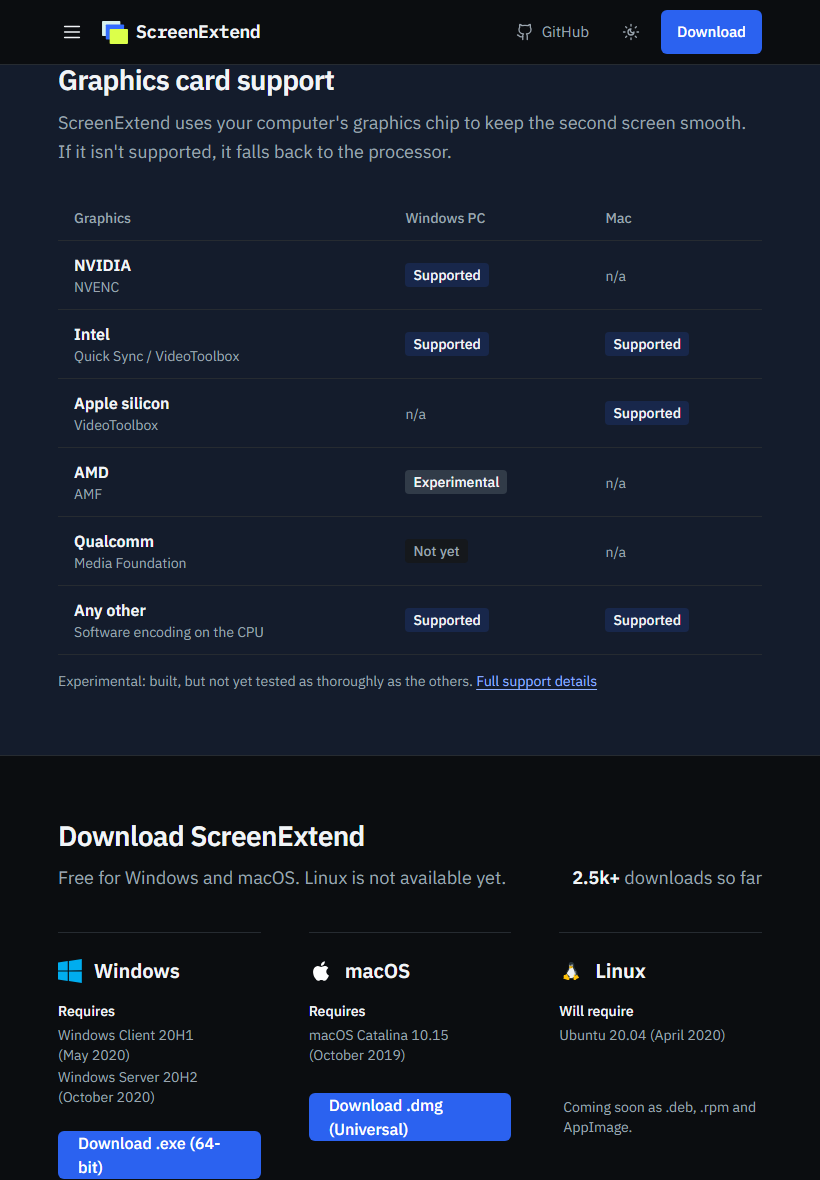 ScreenExtend
GitHub
Download
Graphics card support
ScreenExtend uses your computer's graphics chip to keep the second screen smooth.
If it isn't supported, it falls back to the processor.
Graphics Windows PC Mac
NVIDIA
NVENC
Supported
n/a
Intel
Quick Sync / VideoToolbox
Supported
Supported
Apple silicon
VideoToolbox
n/a
Supported
AMD
AMF
Experimental
n/a
Qualcomm
Media Foundation
Not yet
n/a
Any other
Software encoding on the CPU
Supported
Supported
Experimental: built, but not yet tested as thoroughly as the others. Full support details
Download ScreenExtend
Free for Windows and macOS. Linux is not available yet.
2.5k+ downloads so far
Windows
Requires
Windows Client 20H1
(May 2020)
Windows Server 20H2
(October 2020)
Download .exe (64-
bit)
macOS
Requires
macOS Catalina 10.15
(October 2019)
Download .dmg
(Universal)
Linux
Will require
Ubuntu 20.04 (April 2020)
Coming soon as .deb, .rpm and
AppImage.